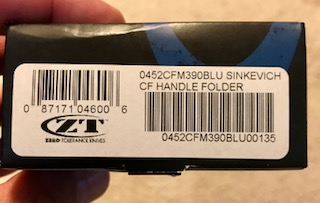 0452CFM390BLU SINKEVICH
CF HANDLE FOLDER
0 87171 04600 6
ZT
ZERO TOLERANCE KNIVES
0452CFM390BLU00135